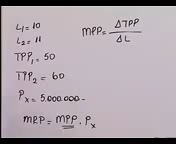 L₁ = 10
L₂ = 11
TPP₁ = 50
TPP₂ = 60
Pₓ = 5.000.000-
MRP = MPP . Pₓ
MPP = ΔTPP / ΔL